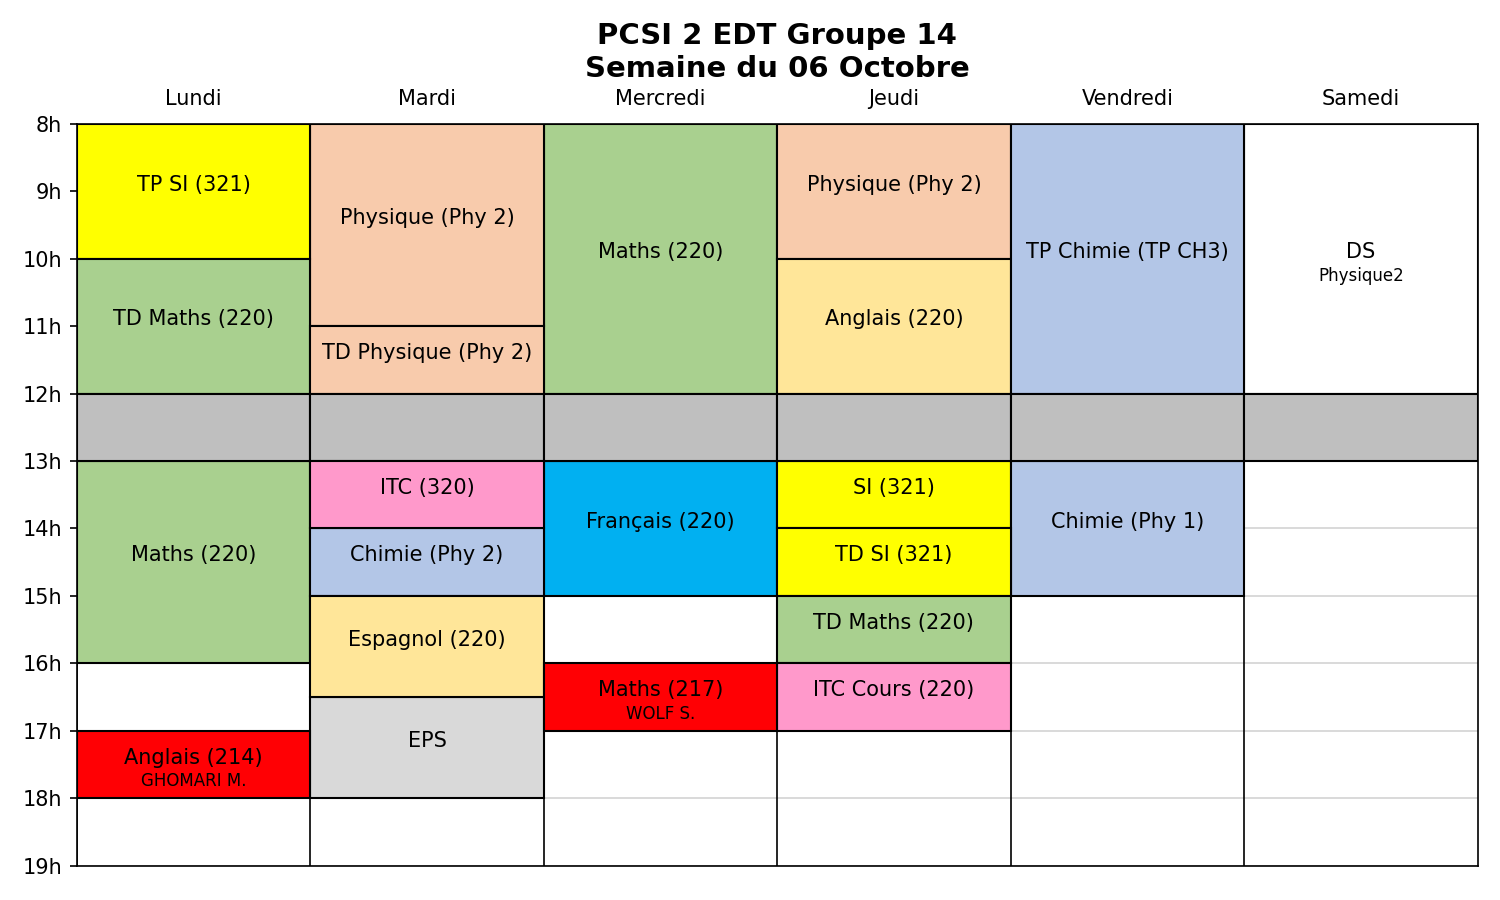 PCSI 2 EDT Groupe 14
Semaine du 06 Octobre
Lundi
Mardi
Mercredi
Jeudi
Vendredi
Samedi
8h
9h
10h
11h
12h
13h
14h
15h
16h
17h
18h
19h
TP SI (321)
TD Maths (220)
Maths (220)
Anglais (214)
GHOMARI M.
Physique (Phy 2)
TD Physique (Phy 2)
ITC (320)
Chimie (Phy 2)
Espagnol (220)
EPS
Maths (220)
Français (220)
Maths (217)
WOLF S.
Physique (Phy 2)
Anglais (220)
SI (321)
TD SI (321)
TD Maths (220)
ITC Cours (220)
TP Chimie (TP CH3)
Chimie (Phy 1)
DS
Physique2